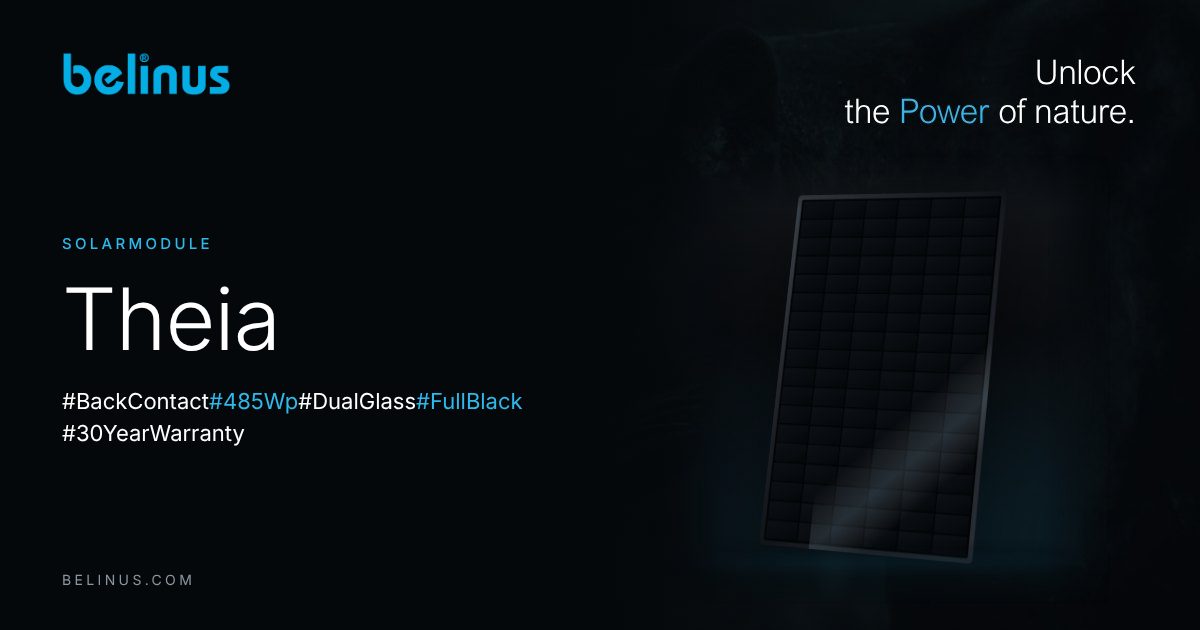 belinus®
Unlock
the Power of nature.
SOLARMODULE
Theia
#BackContact#485Wp#DualGlass#FullBlack
#30YearWarranty
BELINUS.COM